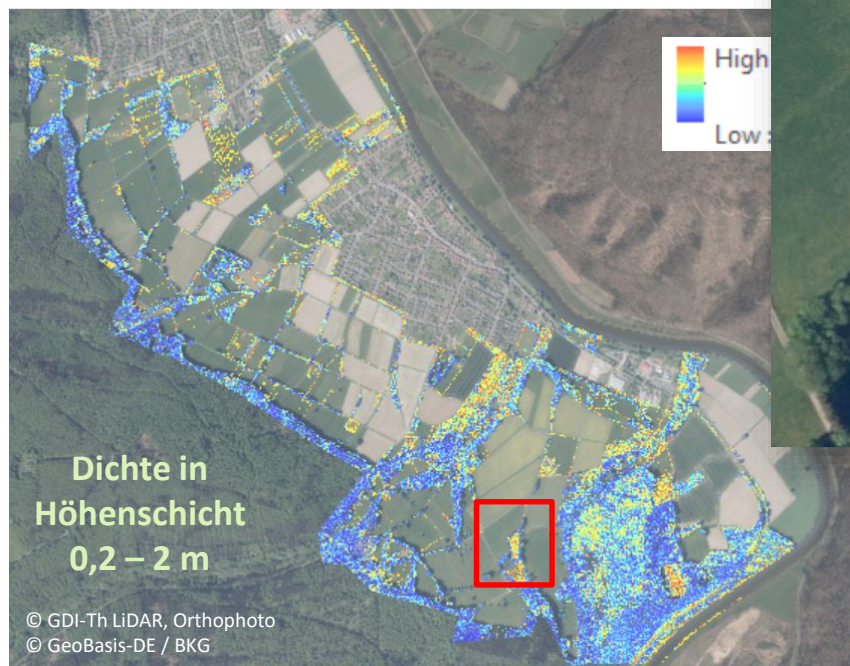 High
Low :
Dichte in
Höhenschicht
0,2 – 2 m
© GDI-Th LiDAR, Orthophoto
© GeoBasis-DE / BKG